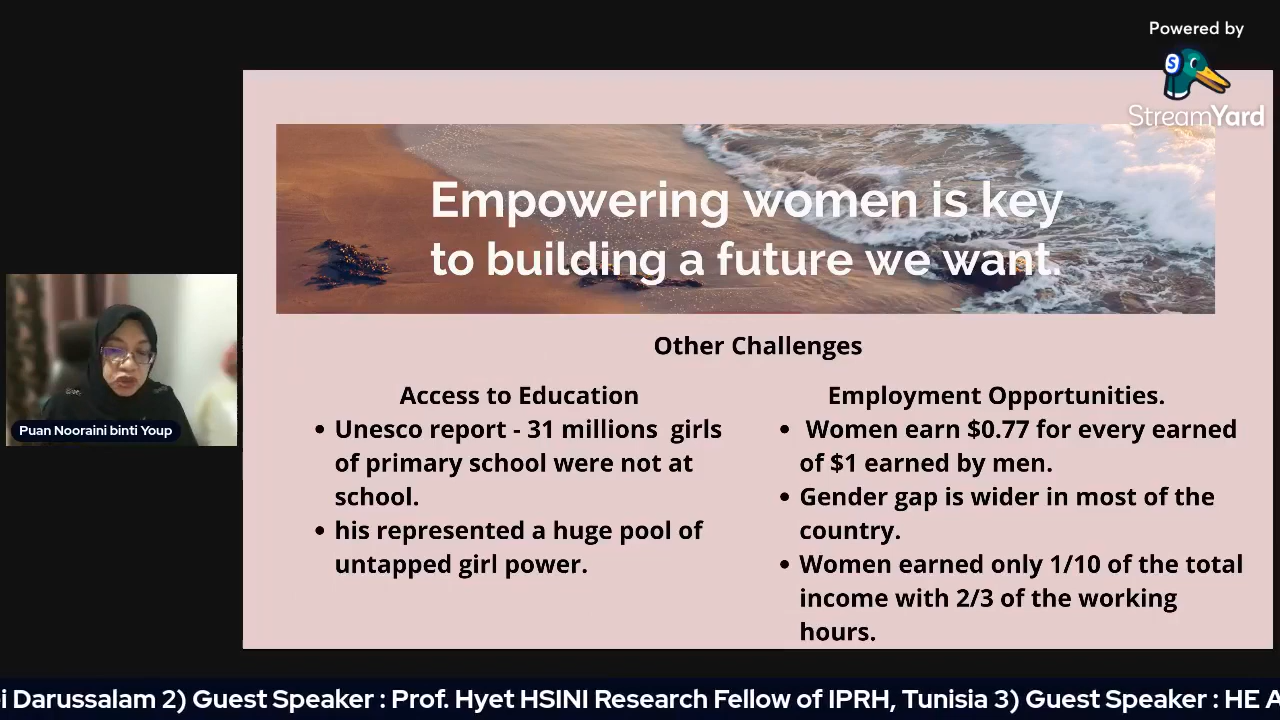 Powered by
StreamYard
Empowering women is key
to building a future we want.
Other Challenges
Access to Education
• Unesco report - 31 millions girls
of primary school were not at
school.
• his represented a huge pool of
untapped girl power.
Employment Opportunities.
• Women earn $0.77 for every earned
of $1 earned by men.
• Gender gap is wider in most of the
country.
• Women earned only 1/10 of the total
income with 2/3 of the working
hours.
Puan Nooraini binti Youp
Darussalam 2) Guest Speaker : Prof. Hyet HSINI Research Fellow of IPRH, Tunisia 3) Guest Speaker : HE